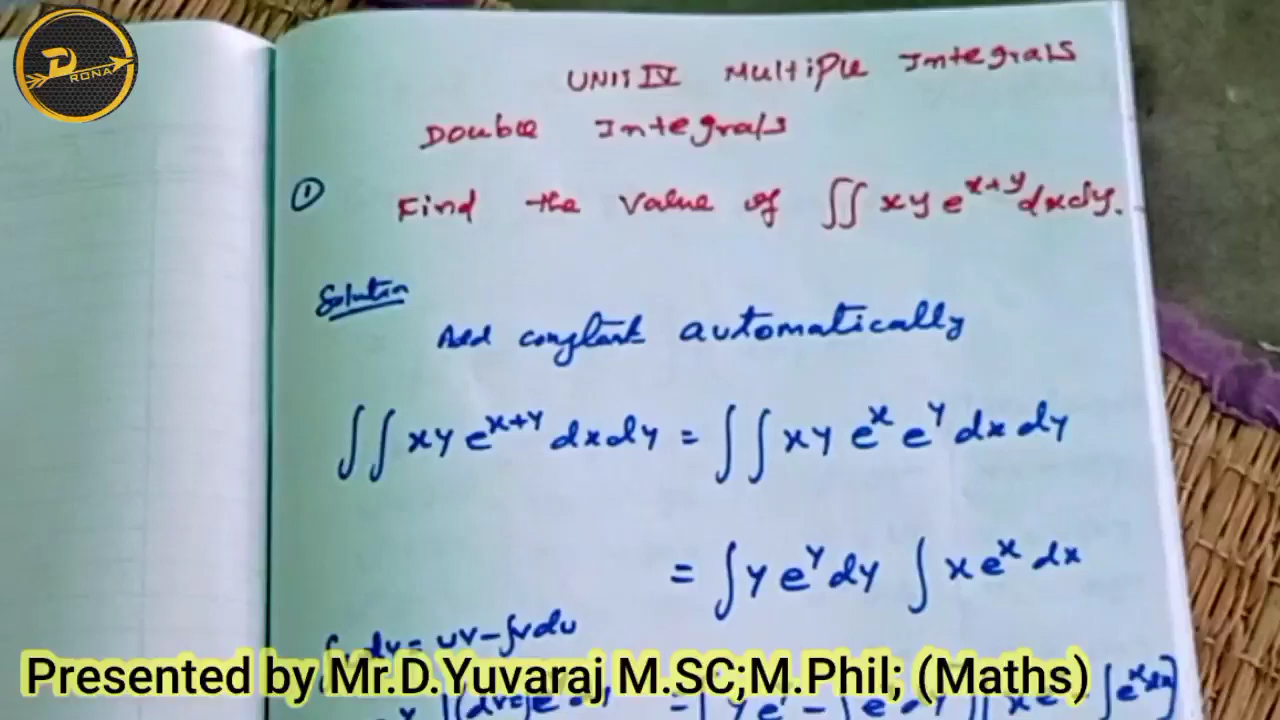 D RONA
UNIT IV Multiple Integrals
Double Integrals
① Find the value of ∫∫ xy e^{x+y} dxdy.
Solution
Add constant automatically
∫∫ xy e^{x+y} dxdy = ∫∫ xy e^x e^y dx dy
= ∫y e^y dy ∫ x e^x dx
∫udv = uv - ∫vdu
Presented by Mr.D.Yuvaraj M.SC;M.Phil; (Maths)